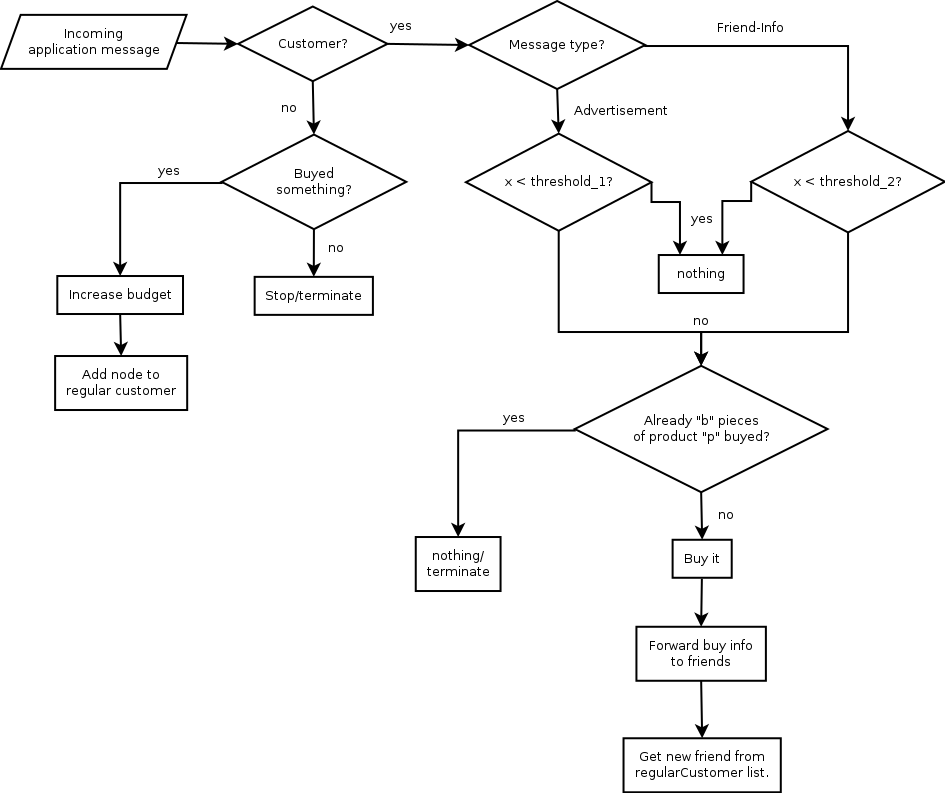 Incoming
application message
Customer?
yes
Message type?
Friend-Info
no
Advertisement
Buyed
something?
yes
x < threshold_1?
x < threshold_2?
yes
no
nothing
Increase budget
Stop/terminate
no
Add node to
regular customer
Already "b" pieces
of product "p" buyed?
yes
no
nothing/
terminate
Buy it
Forward buy info
to friends
Get new friend from
regularCustomer list.